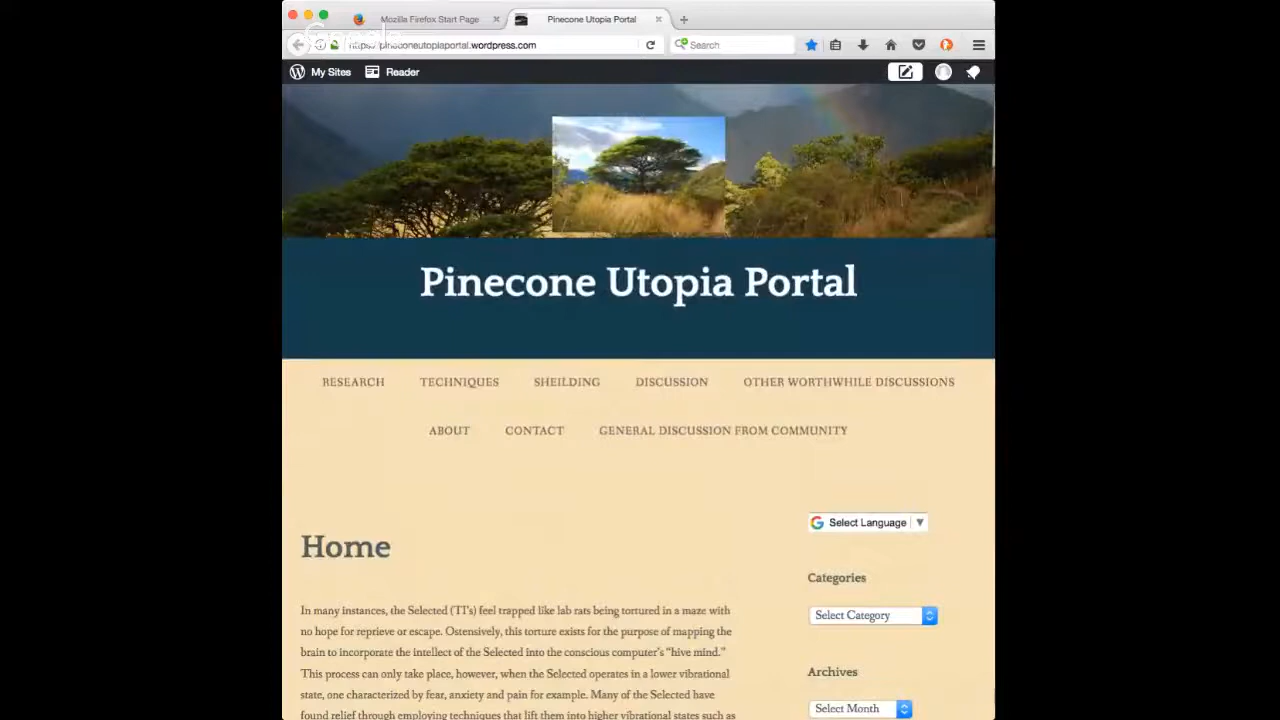 Mozilla Firefox Start Page
Pinecone Utopia Portal
Google
https://pineconeutopiaportal.wordpress.com
Search
My Sites
Reader
Pinecone Utopia Portal
RESEARCH TECHNIQUES SHEILDING DISCUSSION OTHER WORTHWHILE DISCUSSIONS
ABOUT CONTACT GENERAL DISCUSSION FROM COMMUNITY
Select Language
Home
Categories
Select Category
In many instances, the Selected (TI's) feel trapped like lab rats being tortured in a maze with
no hope for reprieve or escape. Ostensively, this torture exists for the purpose of mapping the
brain to incorporate the intellect of the Selected into the conscious computer's "hive mind."
This process can only take place, however, when the Selected operates in a lower vibrational
state, one characterized by fear, anxiety and pain for example. Many of the Selected have
found relief through employing techniques that lift them into higher vibrational states such as
Archives
Select Month